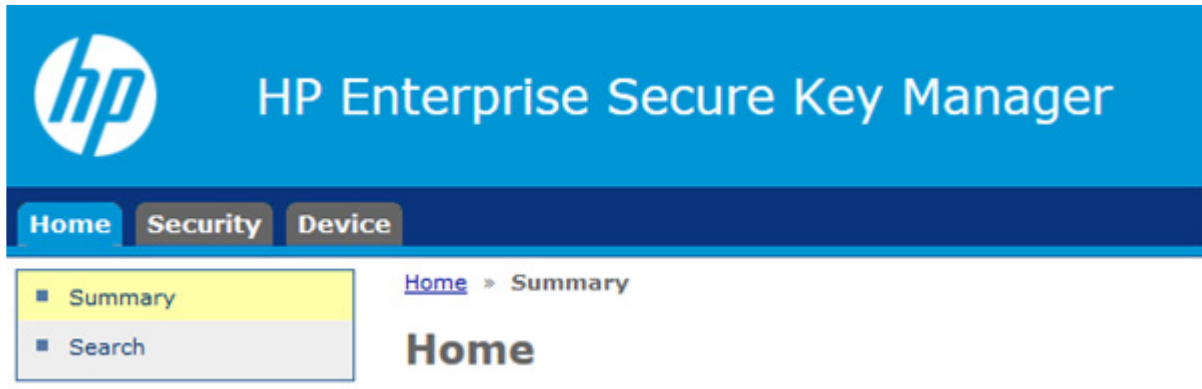 hp
HP Enterprise Secure Key Manager
Home Security Device
Summary
Search
Home » Summary
Home